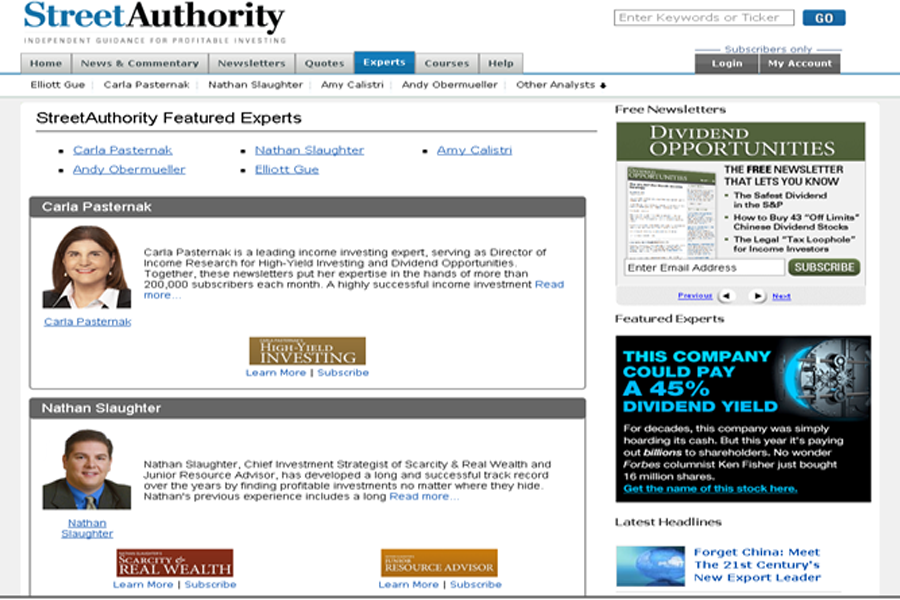 StreetAuthority
INDEPENDENT GUIDANCE FOR PROFITABLE INVESTING
Enter Keywords or Ticker
GO
Subscribers only
Login
My Account
Home
News & Commentary
Newsletters
Quotes
Experts
Courses
Help
Elliott Gue
Carla Pasternak
Nathan Slaughter
Amy Calistri
Andy Obermueller
Other Analysts
StreetAuthority Featured Experts
Carla Pasternak
Nathan Slaughter
Amy Calistri
Andy Obermueller
Elliott Gue
Carla Pasternak
Carla Pasternak is a leading income investing expert, serving as Director of
Income Research for High-Yield Investing and Dividend Opportunities.
Together, these newsletters put her expertise in the hands of more than
200,000 subscribers each month. A highly successful income investment Read
more...
Carla Pasternak
CARLA PASTERNAK'S
HIGH-YIELD
INVESTING
Learn More | Subscribe
Nathan Slaughter
Nathan Slaughter, Chief Investment Strategist of Scarcity & Real Wealth and
Junior Resource Advisor, has developed a long and successful track record
over the years by finding profitable investments no matter where they hide.
Nathan's previous experience includes a long Read more...
Nathan
Slaughter
NATHAN SLAUGHTER'S
SCARCITY &
REAL WEALTH
Learn More | Subscribe
JUNIOR
RESOURCE ADVISOR
Learn More | Subscribe
Free Newsletters
DIVIDEND
OPPORTUNITIES
OPPORTUNITIES
THE FREE NEWSLETTER
THAT LETS YOU KNOW
The Safest Dividend
in the S&P
How to Buy 43 "Off Limits"
Chinese Dividend Stocks
The Legal "Tax Loophole"
for Income Investors
Enter Email Address
SUBSCRIBE
Previous
Next
Featured Experts
THIS COMPANY
COULD PAY
A 45%
DIVIDEND YIELD
For decades, this company was simply
hoarding its cash. But this year it's paying
out billions to shareholders. No wonder
Forbes columnist Ken Fisher just bought
16 million shares.
Get the name of this stock here.
Latest Headlines
Forget China: Meet
The 21st Century's
New Export Leader